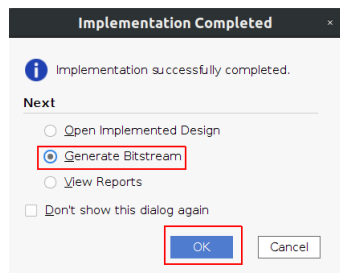 Implementation Completed ×
Implementation successfully completed.
Next
Open Implemented Design
Generate Bitstream
View Reports
Don't show this dialog again
OK Cancel